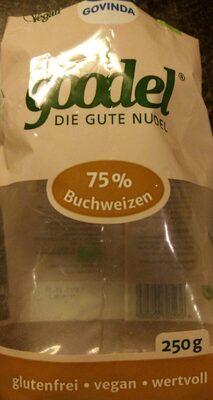 Vegan
GOVINDA
goodel®
DIE GUTE NUDEL
75%
Buchweizen
250g
glutenfrei • vegan • wertvoll